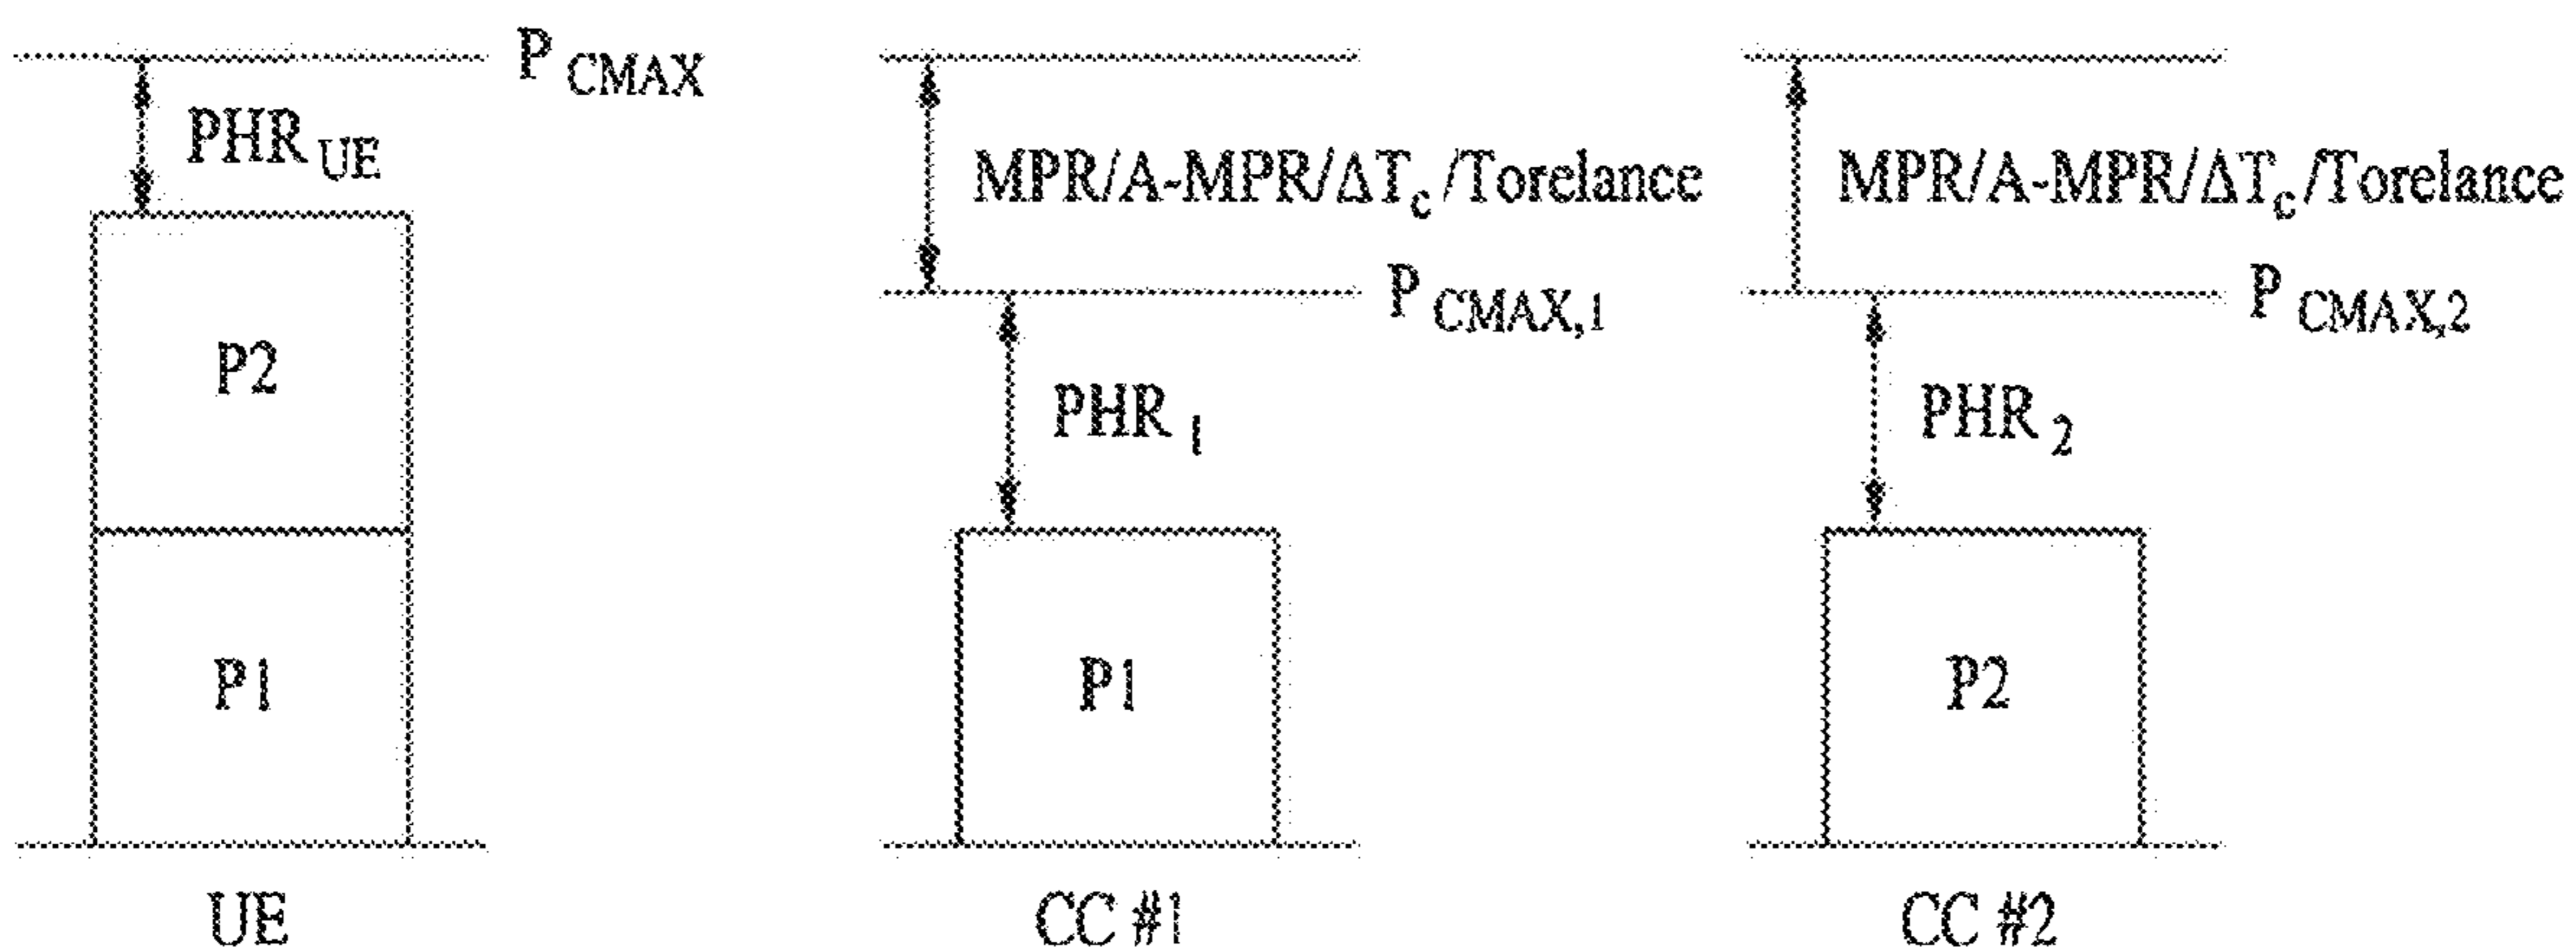 P CMAX
PHR UE
MPR/A-MPR/ΔTc/Torelance
MPR/A-MPR/ΔTc/Torelance
P CMAX,1
P CMAX,2
P2
PHR 1
PHR 2
P1
P1
P2
UE
CC #1
CC #2